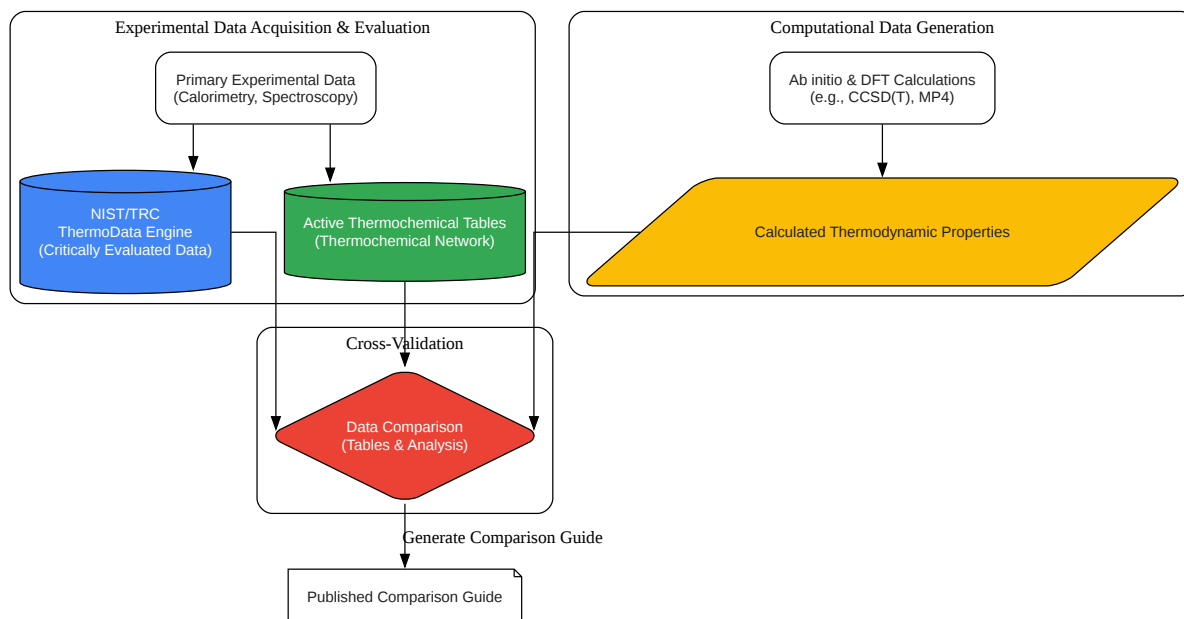 Experimental Data Acquisition & Evaluation
Computational Data Generation
Primary Experimental Data
(Calorimetry, Spectroscopy)
Ab initio & DFT Calculations
(e.g., CCSD(T), MP4)
NIST/TRC
ThermoData Engine
(Critically Evaluated Data)
Active Thermochemical Tables
(Thermochemical Network)
Calculated Thermodynamic Properties
Cross-Validation
Data Comparison
(Tables & Analysis)
Generate Comparison Guide
Published Comparison Guide